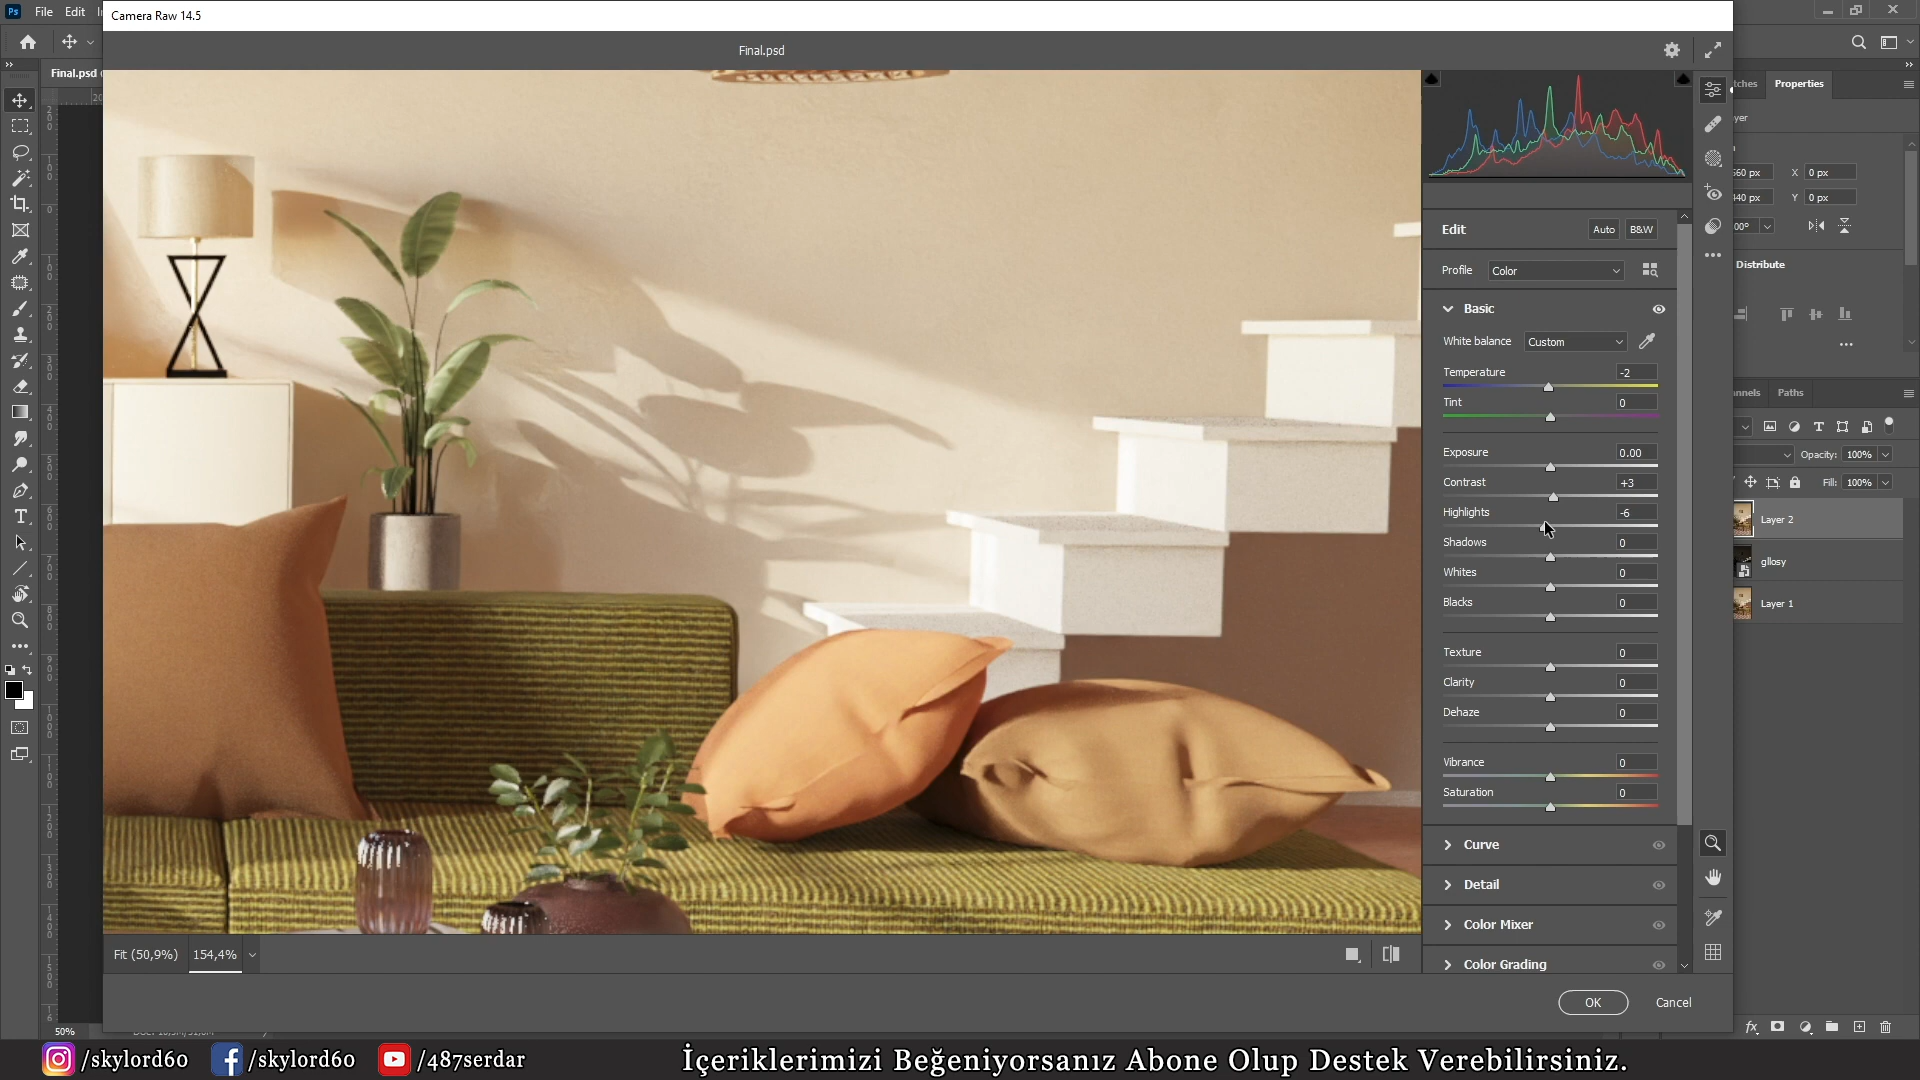 Camera Raw 14.5
Ps File Edit
Final.psd
Final.psd
Properties
yer
X 0 px
Y 0 px
Distribute
Paths
Opacity: 100%
Fill: 100%
Layer 2
gllosy
Layer 1
Edit Auto B&W
Profile Color
Basic
White balance Custom
Temperature -2
Tint 0
Exposure 0.00
Contrast +3
Highlights -6
Shadows 0
Whites 0
Blacks 0
Texture 0
Clarity 0
Dehaze 0
Vibrance 0
Saturation 0
Curve
Detail
Color Mixer
Color Grading
Fit (50,9%) 154,4%
OK Cancel
50%
/skylord60 /skylord60 /487serdar İçeriklerimizi Beğeniyorsanız Abone Olup Destek Verebilirsiniz.